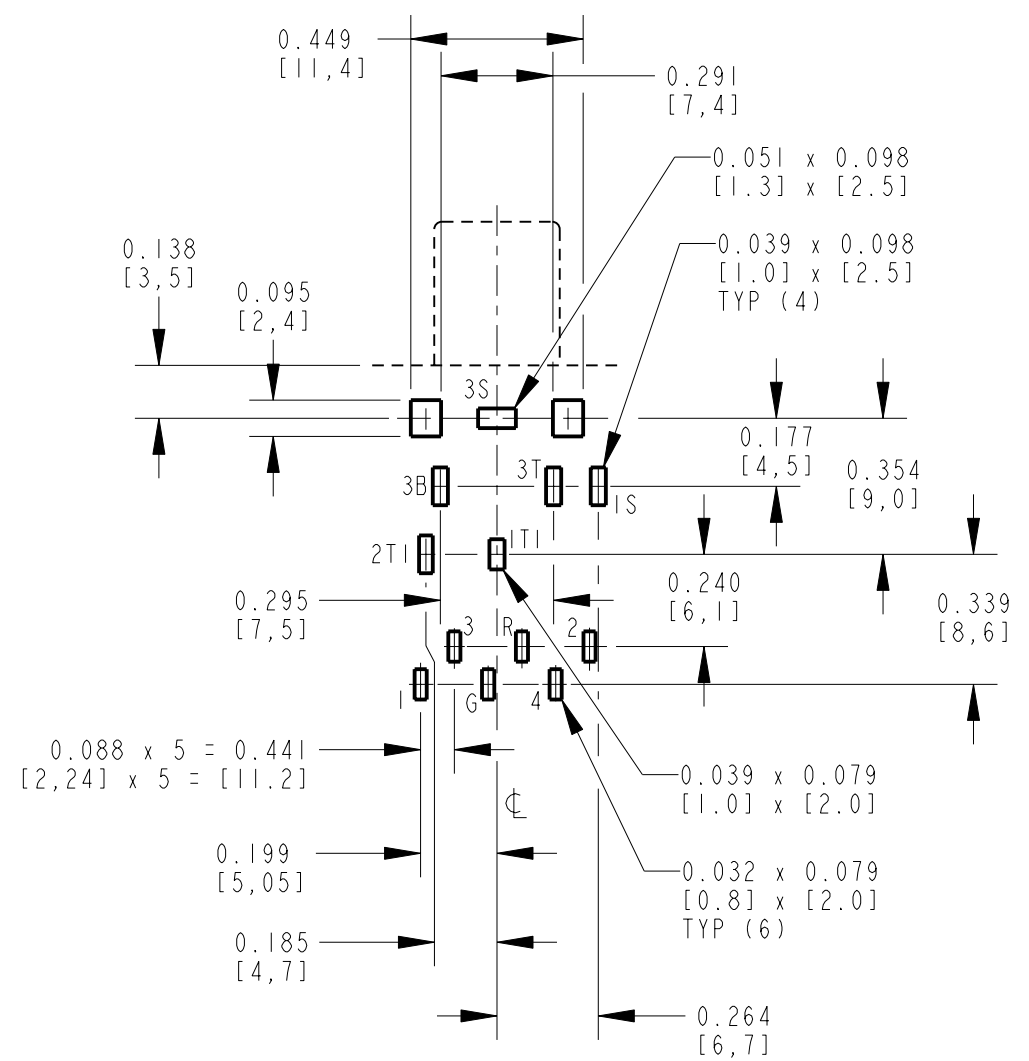 0.449
[11,4]
0.291
[7,4]
0.051 x 0.098
[1.3] x [2.5]
0.039 x 0.098
[1.0] x [2.5]
TYP (4)
0.138
[3,5]
0.095
[2,4]
3S
0.177
[4,5]
0.354
[9,0]
3B
3T
1S
2T1
1T1
0.240
[6,1]
0.339
[8,6]
0.295
[7,5]
3
R
2
1
G
4
0.088 x 5 = 0.441
[2,24] x 5 = [11.2]
0.039 x 0.079
[1.0] x [2.0]
℄
0.199
[5,05]
0.032 x 0.079
[0.8] x [2.0]
TYP (6)
0.185
[4,7]
0.264
[6,7]